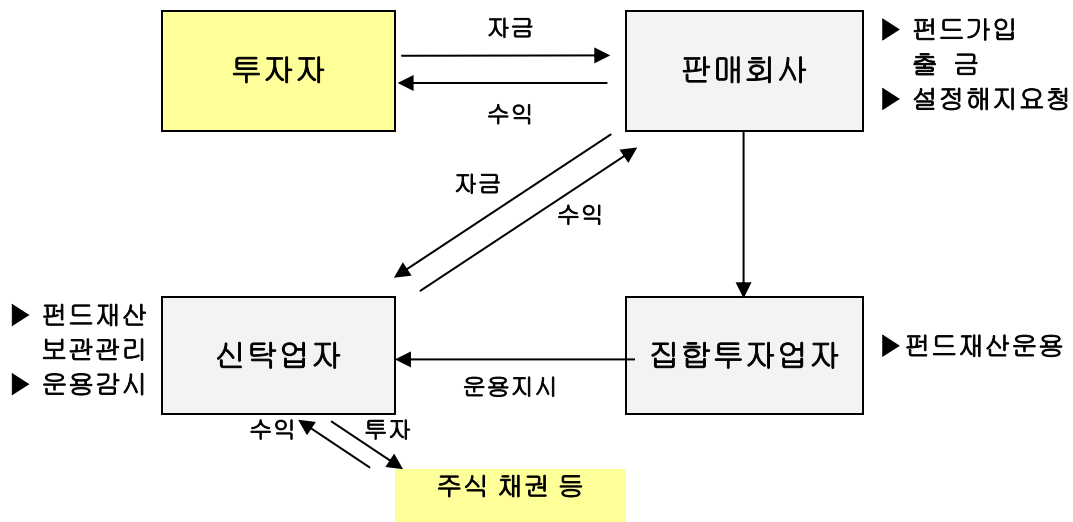 투자자
자금
수익
판매회사
▶ 펀드가입
출 금
▶ 설정해지요청
자금
수익
▶ 펀드재산
보관관리
▶ 운용감시
신탁업자
운용지시
집합투자업자
▶펀드재산운용
수익
투자
주식 채권 등